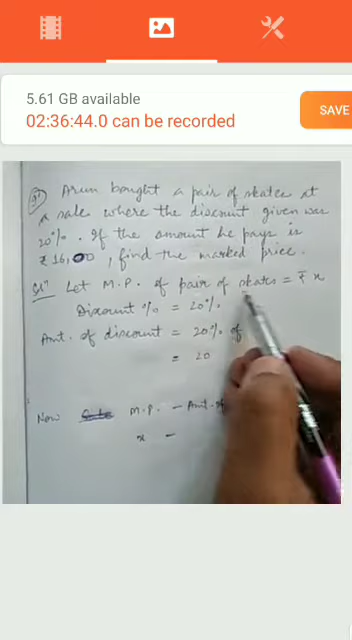 5.61 GB available
02:36:44.0 can be recorded
SAVE
Q. Arun bought a pair of skates at
a sale where the discount given was
20%. If the amount he pays is
₹ 16,00, find the marked price.
Sol Let M.P. of pair of skates = ₹ x
Discount % = 20%
Amt. of discount = 20% of
= 20
Now M.P. - Amt. of
x -